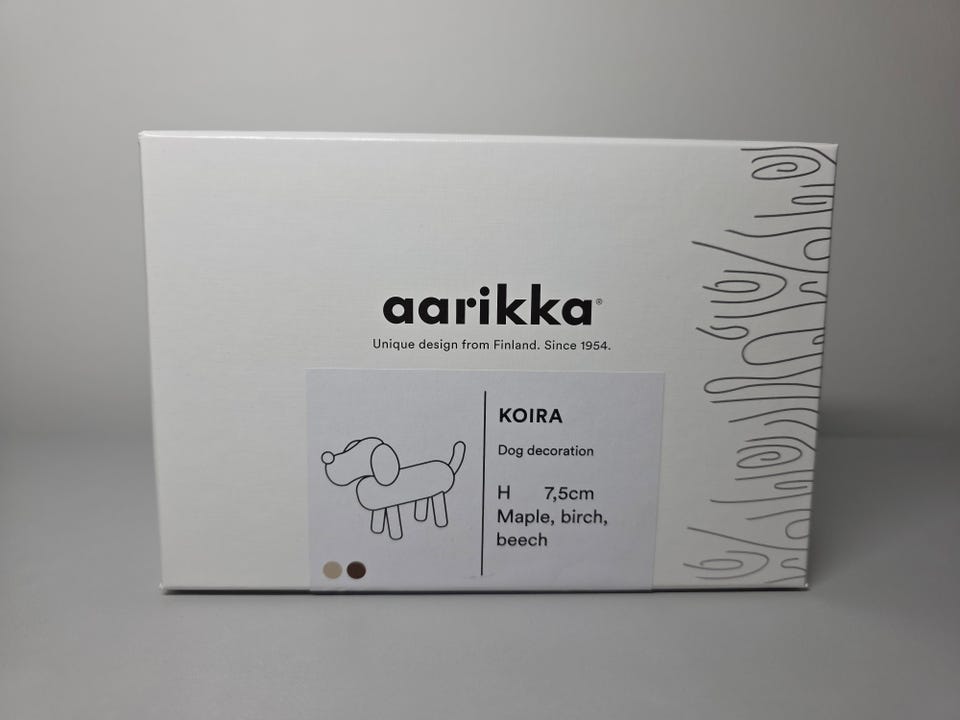 aarikka®
Unique design from Finland. Since 1954.
KOIRA
Dog decoration
H 7,5cm
Maple, birch,
beech